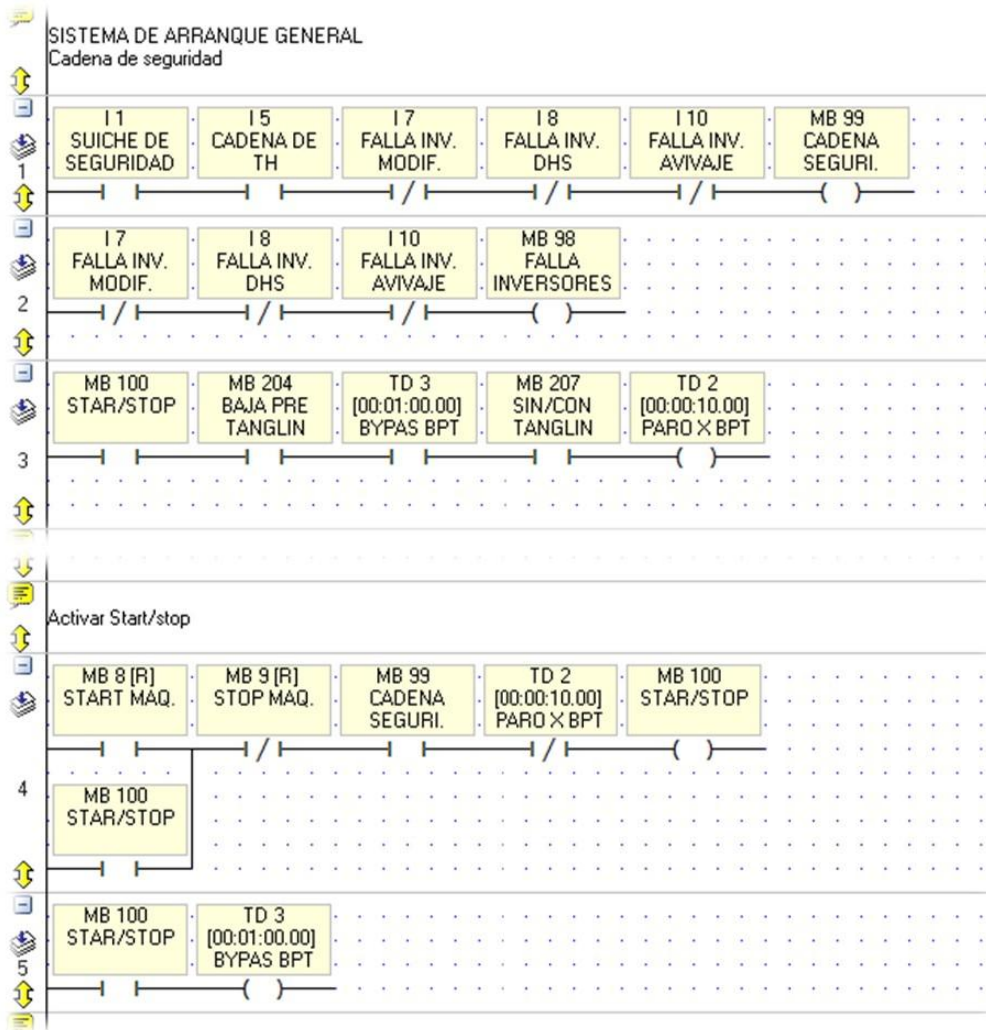 SISTEMA DE ARRANQUE GENERAL
Cadena de seguridad
I 1 I 5 I 7 I 8 I 10 MB 99
SUICHE DE CADENA DE FALLA INV. FALLA INV. FALLA INV. CADENA
SEGURIDAD TH MODIF. DHS AVIVAJE SEGURI.
1
I 7 I 8 I 10 MB 98
FALLA INV. FALLA INV. FALLA INV. FALLA
MODIF. DHS AVIVAJE INVERSORES
2
MB 100 MB 204 TD 3 MB 207 TD 2
STAR/STOP BAJA PRE [00:01:00.00] SIN/CON [00:00:10.00]
TANGLIN BYPAS BPT TANGLIN PARO X BPT
3
Activar Start/stop
MB 8 [R] MB 9 [R] MB 99 TD 2 MB 100
START MAQ. STOP MAQ. CADENA [00:00:10.00] STAR/STOP
SEGURI. PARO X BPT
4
MB 100
STAR/STOP
MB 100 TD 3
STAR/STOP [00:01:00.00]
BYPAS BPT
5